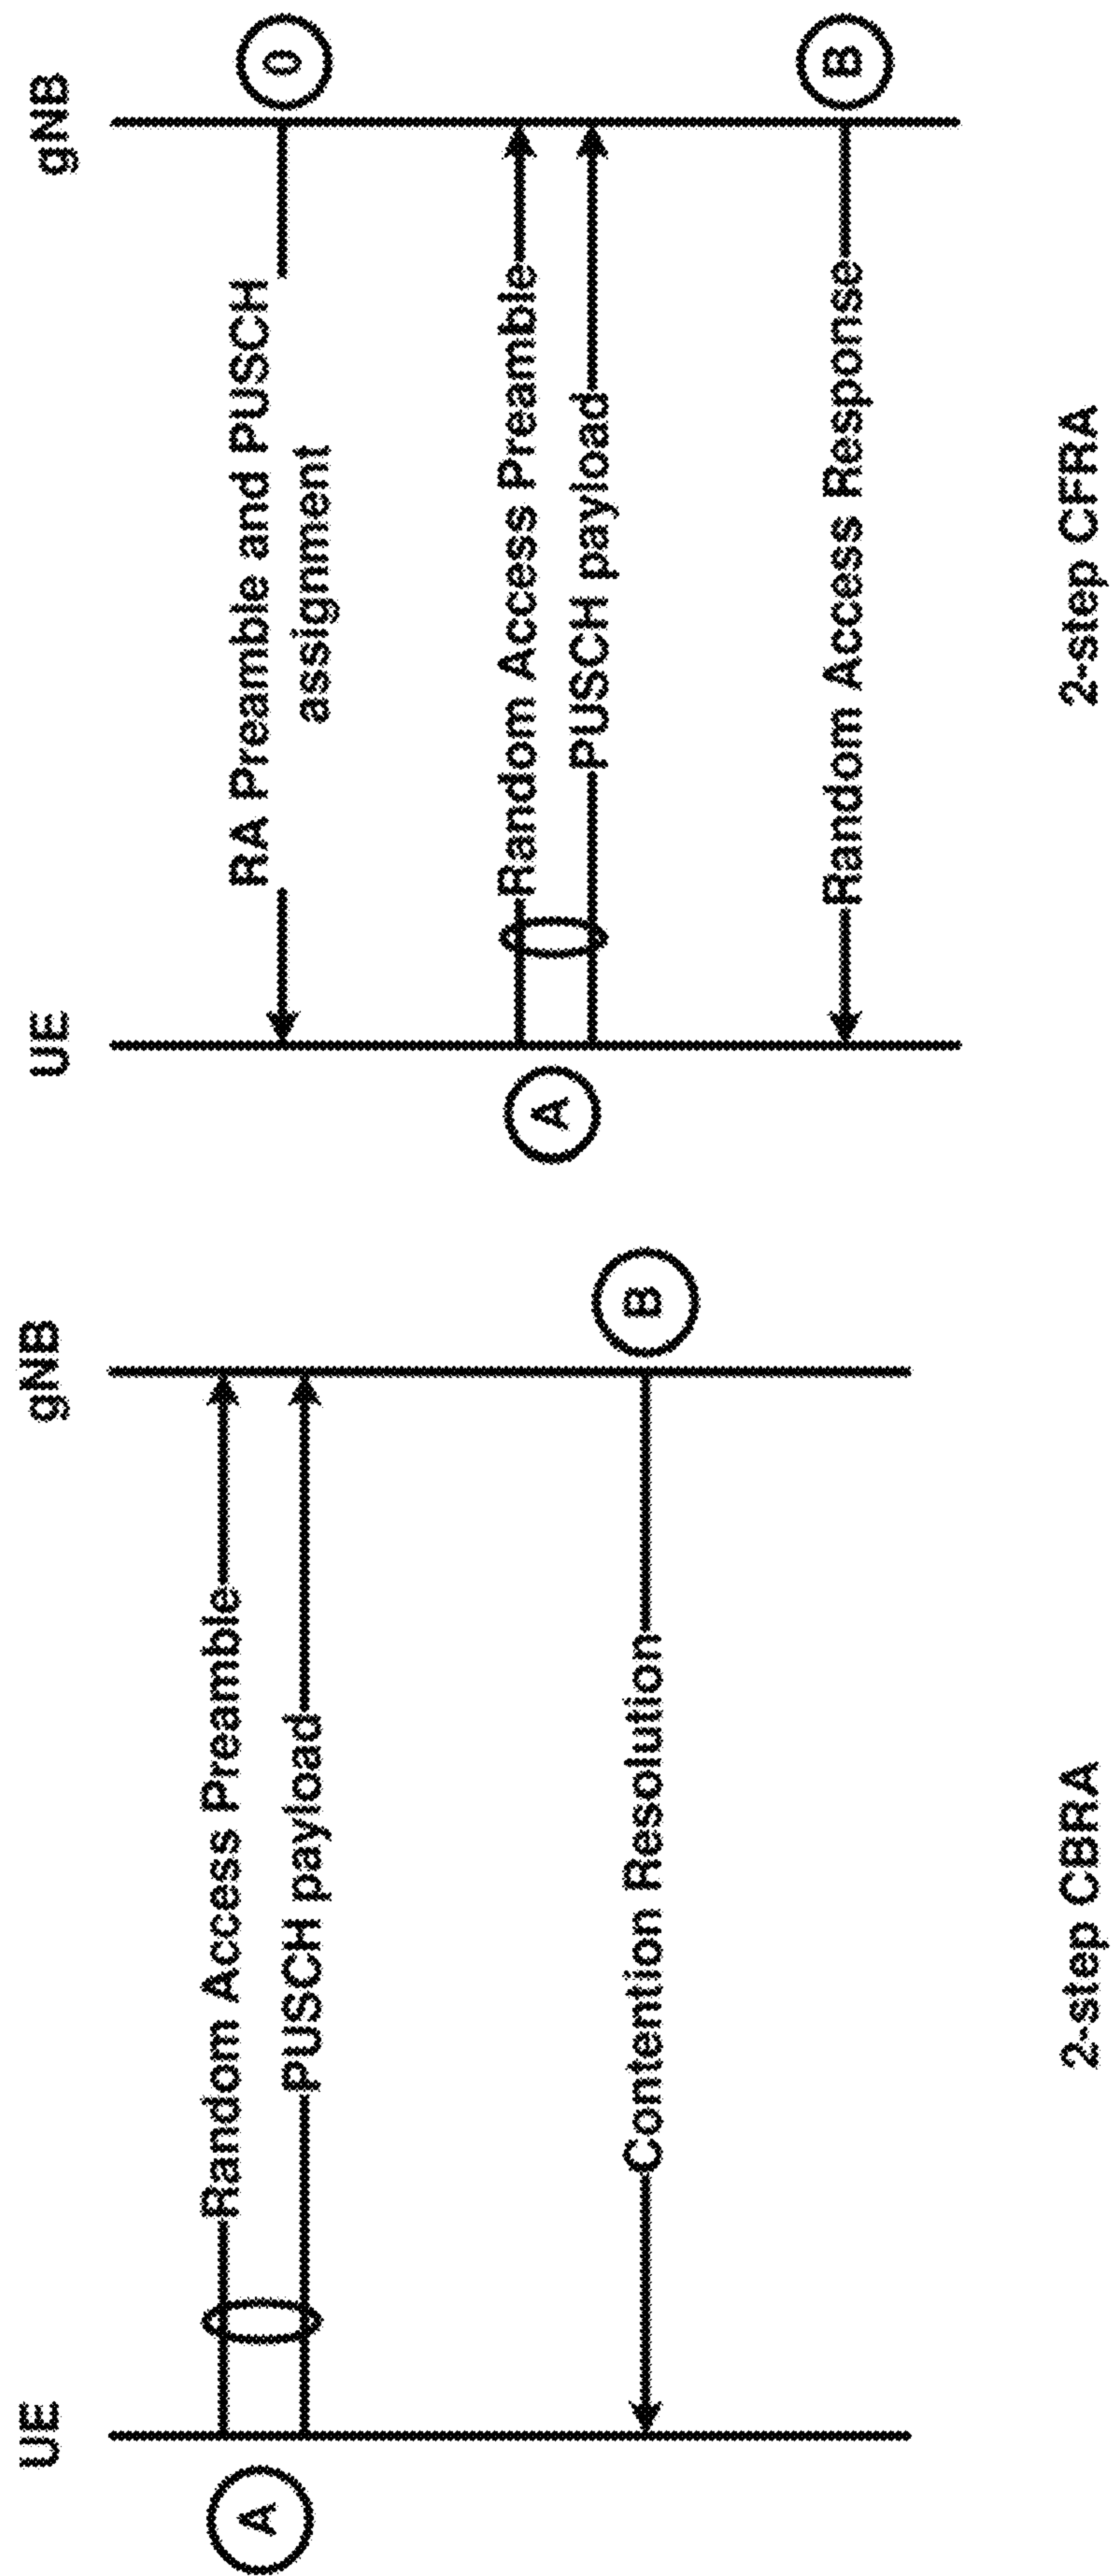 UE
gNB
A
Random Access Preamble
PUSCH payload
B
Contention Resolution
2-step CBRA
UE
gNB
0
RA Preamble and PUSCH
assignment
A
Random Access Preamble
PUSCH payload
B
Random Access Response
2-step CFRA